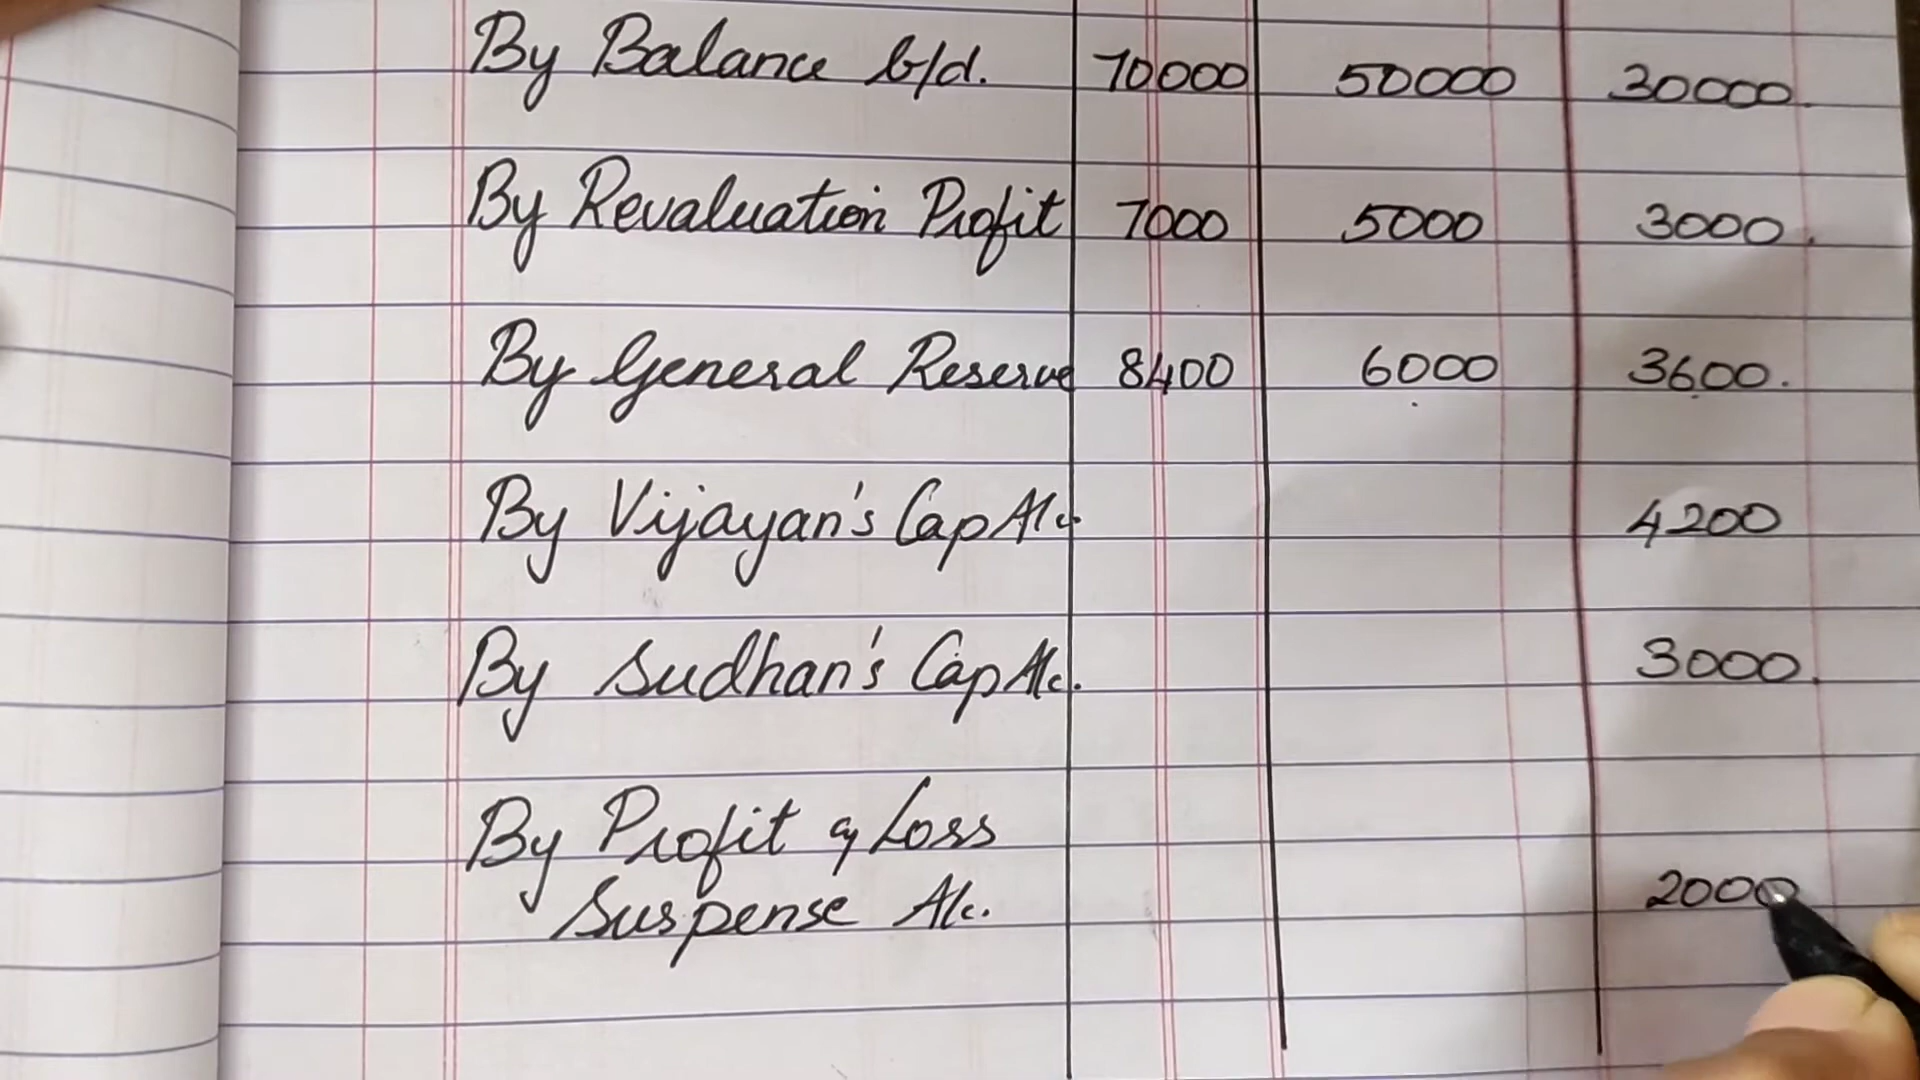 By Balance b/d. 70000 50000 30000.
By Revaluation Profit 7000 5000 3000.
By General Reserve 8400 6000 3600.
By Vijayan's Cap A/c 4200
By Sudhan's Cap A/c. 3000.
By Profit & Loss
Suspense A/c. 2000